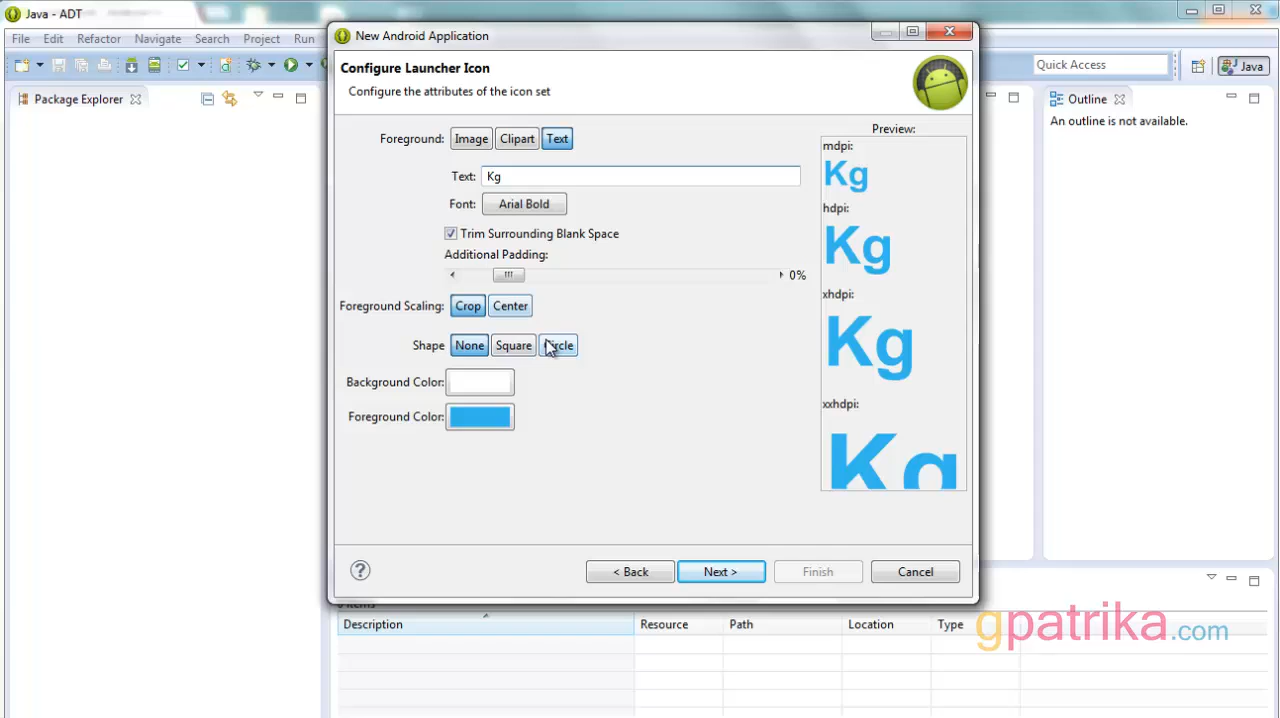 Java - ADT
File Edit Refactor Navigate Search Project Run
Quick Access
Java
Package Explorer
Outline
An outline is not available.
New Android Application
Configure Launcher Icon
Configure the attributes of the icon set
Foreground: Image Clipart Text
Text: Kg
Font: Arial Bold
Trim Surrounding Blank Space
Additional Padding:
0%
Foreground Scaling: Crop Center
Shape None Square Circle
Background Color:
Foreground Color:
Preview:
mdpi:
Kg
hdpi:
Kg
xhdpi:
Kg
xxhdpi:
Kg
? < Back Next > Finish Cancel
Description Resource Path Location Type
gpatrika.com